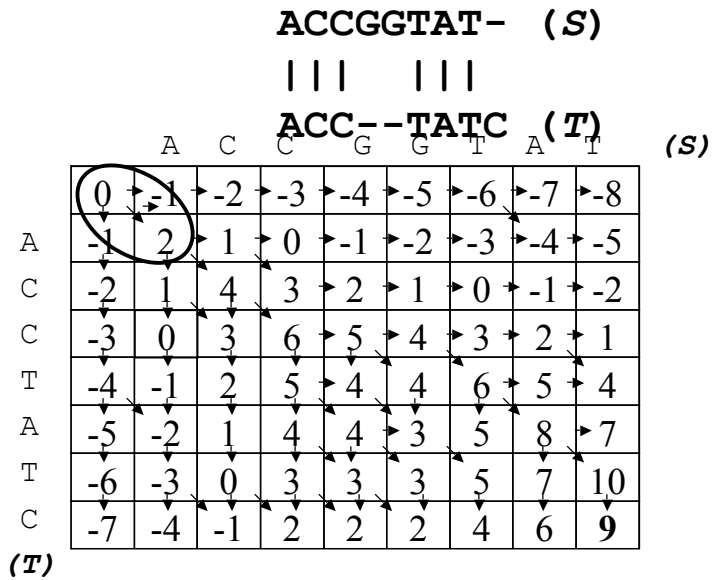 ACCGGTAT- (S)
||| |||
ACC--TATC (T)
A C C G G T A T (S)
0 -1 -2 -3 -4 -5 -6 -7 -8
A -1 2 1 0 -1 -2 -3 -4 -5
C -2 1 4 3 2 1 0 -1 -2
C -3 0 3 6 5 4 3 2 1
T -4 -1 2 5 4 4 6 5 4
A -5 -2 1 4 4 3 5 8 7
T -6 -3 0 3 3 3 5 7 10
C -7 -4 -1 2 2 2 4 6 9
(T)